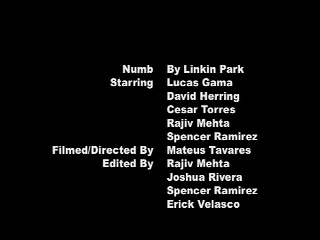 Numb By Linkin Park
Starring Lucas Gama
David Herring
Cesar Torres
Rajiv Mehta
Spencer Ramirez
Filmed/Directed By Mateus Tavares
Edited By Rajiv Mehta
Joshua Rivera
Spencer Ramirez
Erick Velasco